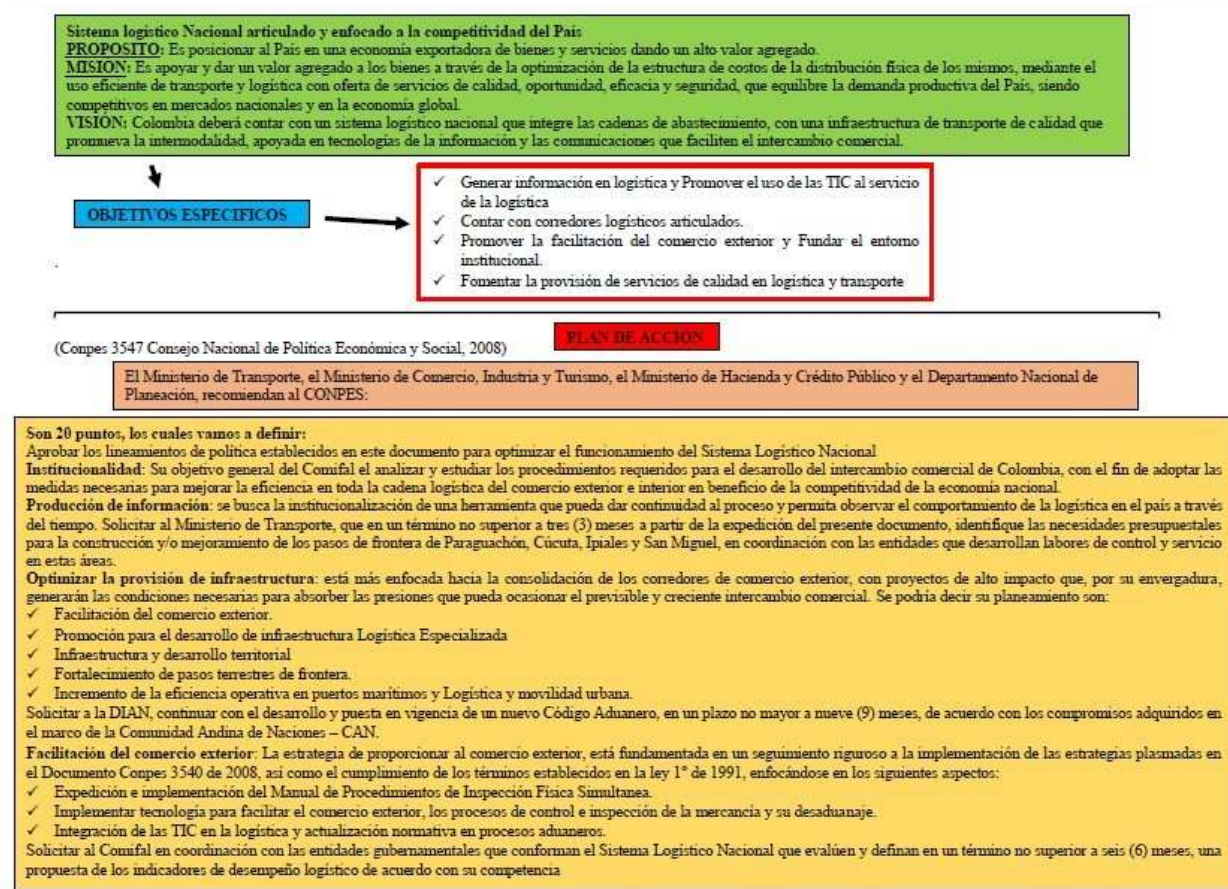 Sistema logistico Nacional articulado y enfocado a la competitividad del País
PROPOSITO: Es posicionar al País en una economía exportadora de bienes y servicios dando un alto valor agregado.
MISION: Es apoyar y dar un valor agregado a los bienes a través de la optimización de la estructura de costos de la distribución física de los mismos, mediante el
uso eficiente de transporte y logística con oferta de servicios de calidad, oportunidad, eficacia y seguridad, que equilibre la demanda productiva del País, siendo
competitivos en mercados nacionales y en la economía global.
VISIÓN: Colombia deberá contar con un sistema logístico nacional que integre las cadenas de abastecimiento, con una infraestructura de transporte de calidad que
promueva la intermodalidad, apoyada en tecnologías de la información y las comunicaciones que faciliten el intercambio comercial.
OBJETIVOS ESPECIFICOS
✓ Generar información en logística y Promover el uso de las TIC al servicio
de la logística
✓ Contar con corredores logísticos articulados.
✓ Promover la facilitación del comercio exterior y Fundar el entorno
institucional.
✓ Fomentar la provisión de servicios de calidad en logística y transporte
.
PLAN DE ACCION
(Conpes 3547 Consejo Nacional de Política Económica y Social, 2008)
El Ministerio de Transporte, el Ministerio de Comercio, Industria y Turismo, el Ministerio de Hacienda y Crédito Público y el Departamento Nacional de
Planeación, recomiendan al CONPES:
Son 20 puntos, los cuales vamos a definir:
Aprobar los lineamientos de política establecidos en este documento para optimizar el funcionamiento del Sistema Logístico Nacional
Institucionalidad: Su objetivo general del Comifal el analizar y estudiar los procedimientos requeridos para el desarrollo del intercambio comercial de Colombia, con el fin de adoptar las
medidas necesarias para mejorar la eficiencia en toda la cadena logística del comercio exterior e interior en beneficio de la competitividad de la economía nacional.
Producción de información: se busca la institucionalización de una herramienta que pueda dar continuidad al proceso y permita observar el comportamiento de la logística en el país a través
del tiempo. Solicitar al Ministerio de Transporte, que en un término no superior a tres (3) meses a partir de la expedición del presente documento, identifique las necesidades presupuestales
para la construcción y/o mejoramiento de los pasos de frontera de Paraguachón, Cúcuta, Ipiales y San Miguel, en coordinación con las entidades que desarrollan labores de control y servicio
en estas áreas.
Optimizar la provisión de infraestructura: está más enfocada hacia la consolidación de los corredores de comercio exterior, con proyectos de alto impacto que, por su envergadura,
generarán las condiciones necesarias para absorber las presiones que pueda ocasionar el previsible y creciente intercambio comercial. Se podría decir su planeamiento son:
✓ Facilitación del comercio exterior.
✓ Promoción para el desarrollo de infraestructura Logística Especializada
✓ Infraestructura y desarrollo territorial
✓ Fortalecimiento de pasos terrestres de frontera.
✓ Incremento de la eficiencia operativa en puertos marítimos y Logística y movilidad urbana.
Solicitar a la DIAN, continuar con el desarrollo y puesta en vigencia de un nuevo Código Aduanero, en un plazo no mayor a nueve (9) meses, de acuerdo con los compromisos adquiridos en
el marco de la Comunidad Andina de Naciones – CAN.
Facilitación del comercio exterior: La estrategia de proporcionar al comercio exterior, está fundamentada en un seguimiento riguroso a la implementación de las estrategias plasmadas en
el Documento Conpes 3540 de 2008, así como el cumplimiento de los términos establecidos en la ley 1° de 1991, enfocándose en los siguientes aspectos:
✓ Expedición e implementación del Manual de Procedimientos de Inspección Física Simultanea.
✓ Implementar tecnología para facilitar el comercio exterior, los procesos de control e inspección de la mercancía y su desaduanaje.
✓ Integración de las TIC en la logística y actualización normativa en procesos aduaneros.
Solicitar al Comifal en coordinación con las entidades gubernamentales que conforman el Sistema Logístico Nacional que evalúen y definan en un término no superior a seis (6) meses, una
propuesta de los indicadores de desempeño logístico de acuerdo con su competencia